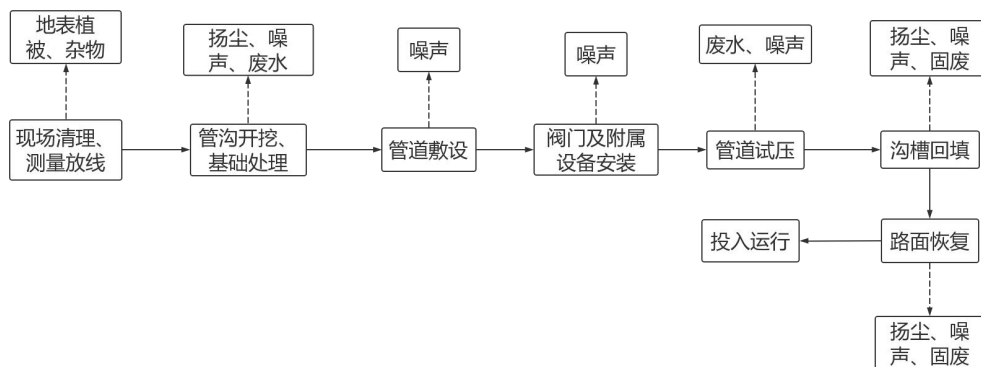 地表植
被、杂物
扬尘、噪
声、废水
噪声
噪声
废水、噪声
扬尘、噪
声、固废
现场清理、
测量放线
管沟开挖、
基础处理
管道敷设
阀门及附属
设备安装
管道试压
沟槽回填
投入运行
路面恢复
扬尘、噪
声、固废